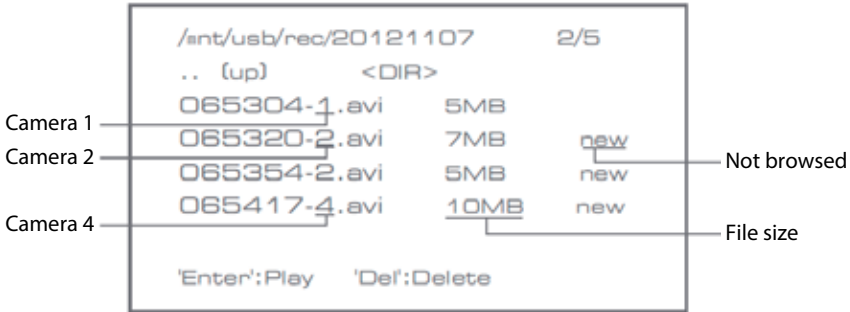 /mnt/usb/rec/20121107 2/5
.. (up) <DIR>
065304-1.avi 5MB
Camera 1
065320-2.avi 7MB new
Camera 2
Not browsed
065354-2.avi 5MB new
065417-4.avi 10MB new
Camera 4
File size
'Enter':Play 'Del':Delete